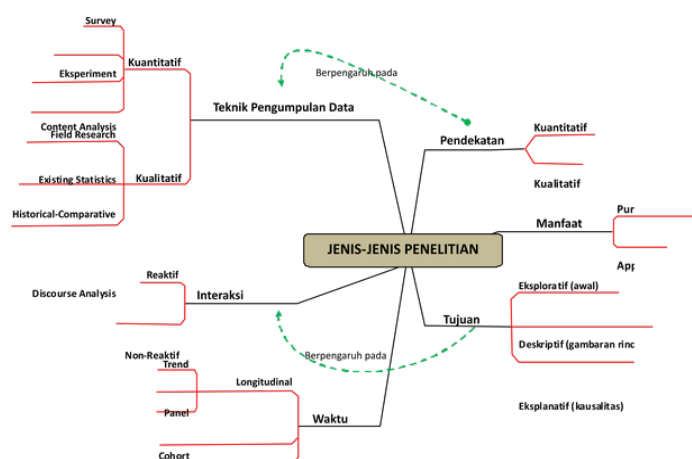 Survey
Kuantitatif
Eksperiment
Content Analysis
Field Research
Existing Statistics
Kualitatif
Historical-Comparative
Teknik Pengumpulan Data
Berpengaruh pada
Pendekatan
Kuantitatif
Kualitatif
Manfaat
Pur
App
JENIS-JENIS PENELITIAN
Reaktif
Discourse Analysis
Interaksi
Non-Reaktif
Berpengaruh pada
Tujuan
Eksploratif (awal)
Deskriptif (gambaran rinc
Eksplanatif (kausalitas)
Trend
Longitudinal
Panel
Waktu
Cohort